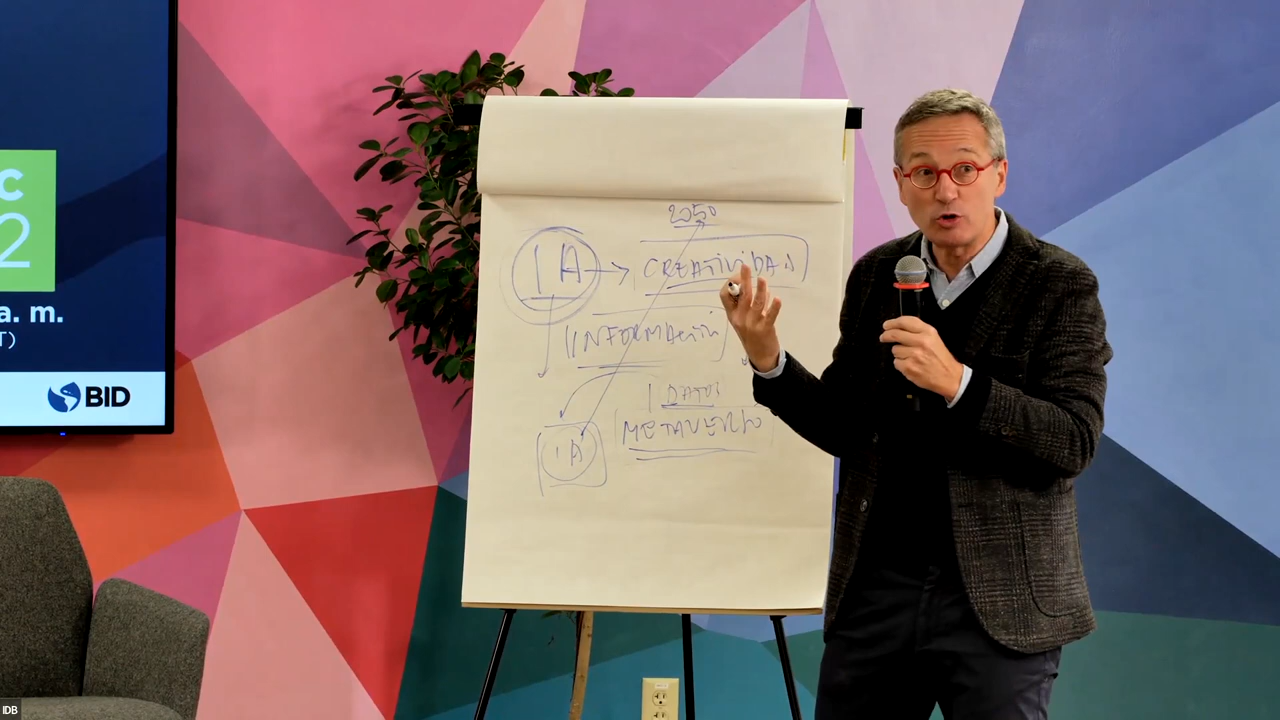 C
2
a. m.
T)
BID
2050
IA → CREATIVIDAD
INFORMACIÓN
DATOS
METAVERSO
IA
IDB